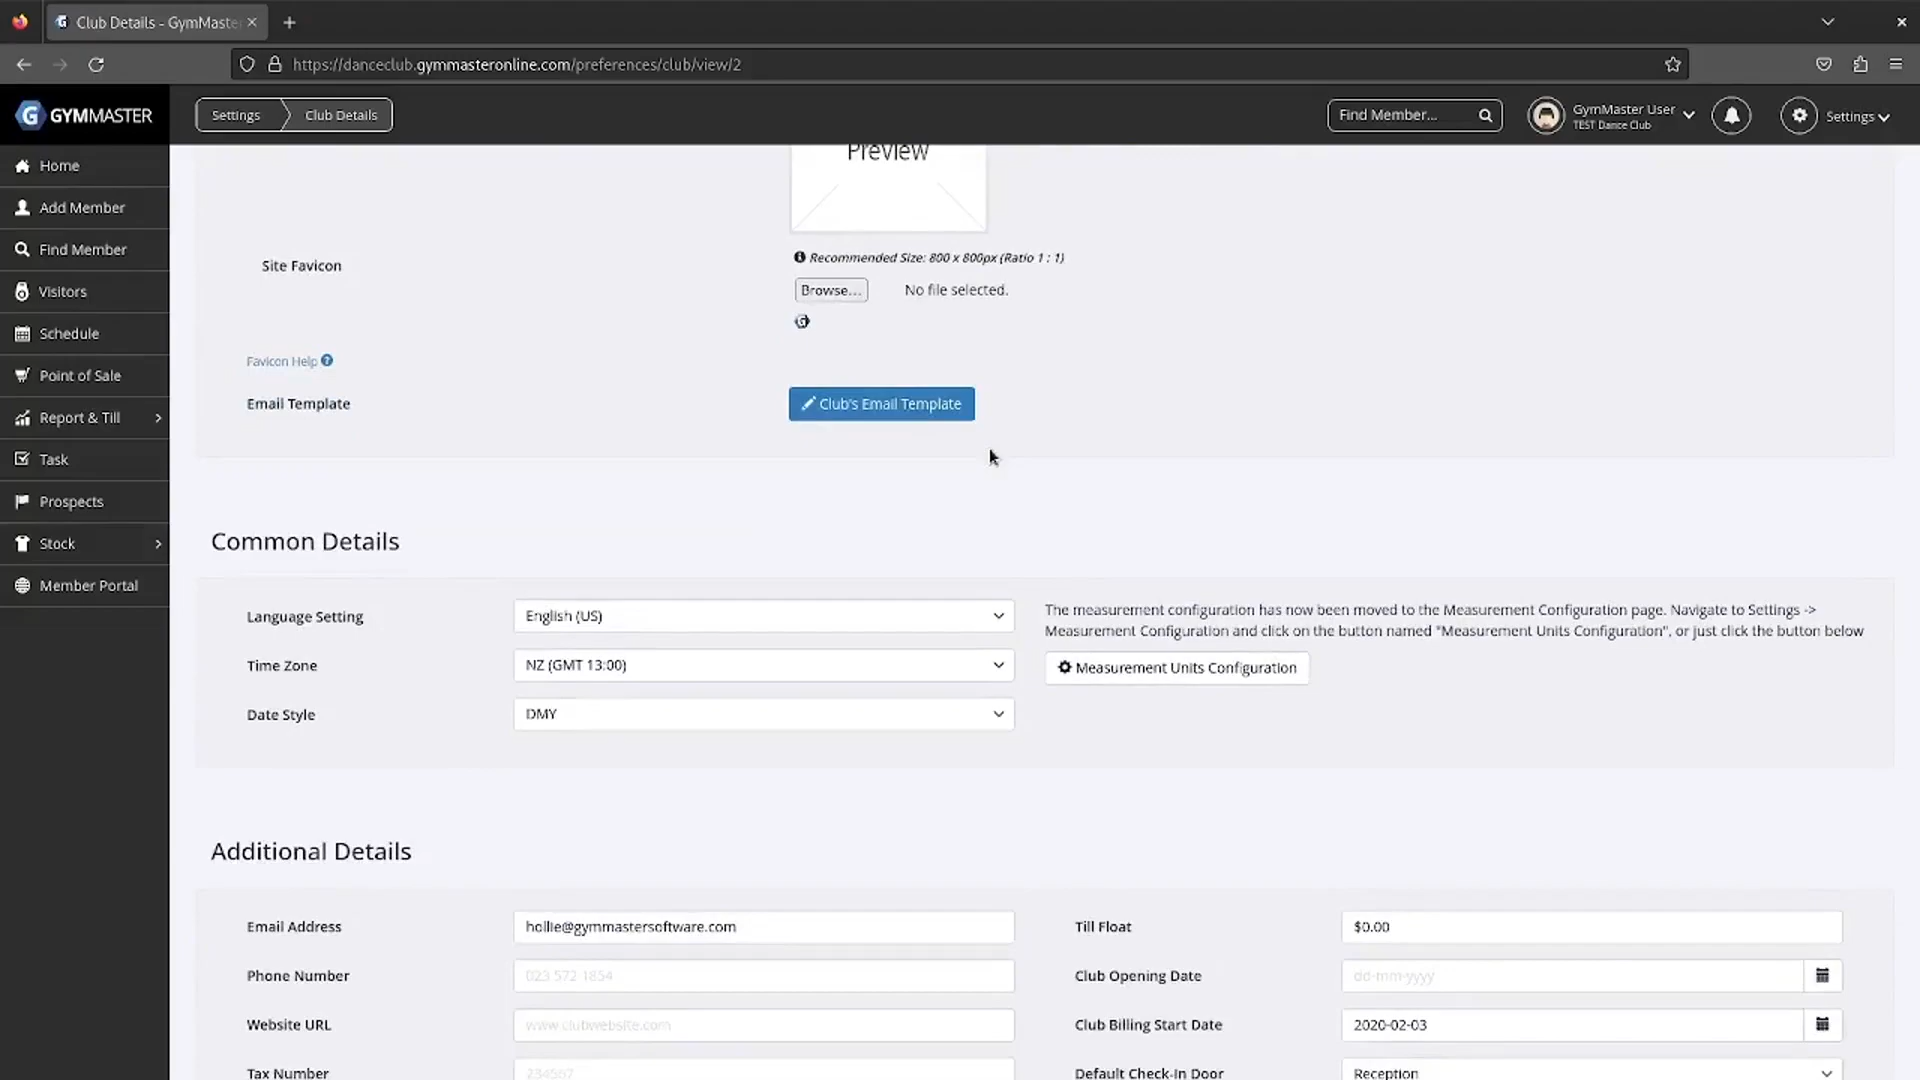 Club Details - GymMaste
https://danceclub.gymmasteronline.com/preferences/club/view/2
GYMMASTER
Settings
Club Details
Find Member...
GymMaster User
TEST Dance Club
Settings
Home
Add Member
Find Member
Visitors
Schedule
Point of Sale
Report & Till
Task
Prospects
Stock
Member Portal
Preview
Site Favicon
Recommended Size: 800 x 800px (Ratio 1 : 1)
Browse... No file selected.
Favicon Help
Email Template
Club's Email Template
Common Details
Language Setting
English (US)
Time Zone
NZ (GMT 13:00)
Date Style
DMY
The measurement configuration has now been moved to the Measurement Configuration page. Navigate to Settings ->
Measurement Configuration and click on the button named "Measurement Units Configuration", or just click the button below
Measurement Units Configuration
Additional Details
Email Address
hollie@gymmastersoftware.com
Till Float
$0.00
Phone Number
023 572 1854
Club Opening Date
dd-mm-yyyy
Website URL
www.clubwebsite.com
Club Billing Start Date
2020-02-03
Tax Number
234567
Default Check-In Door
Reception